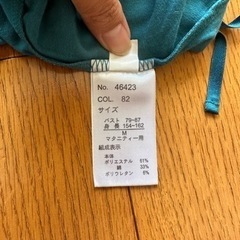 No. 46423
COL. 82
サイズ
バスト 79~87
身長 154~162
M
マタニティー用
組成表示
本体
ポリエステル 61%
綿 33%
ポリウレタン 6%